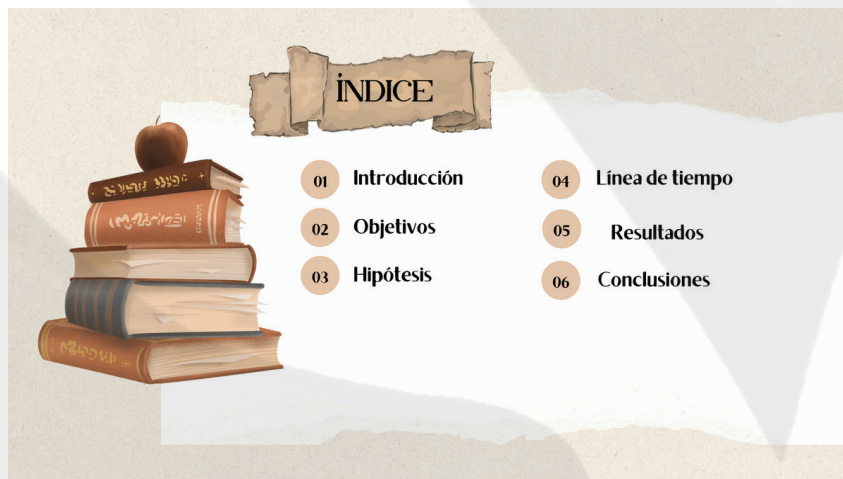 ÍNDICE
01 Introducción
02 Objetivos
03 Hipótesis
04 Línea de tiempo
05 Resultados
06 Conclusiones